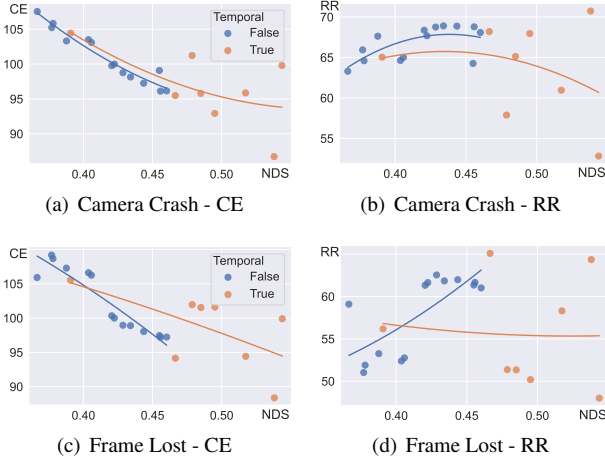 CE
Temporal
False
True
105
100
95
90
0.40
0.45
0.50
NDS
(a) Camera Crash - CE
RR
70
65
60
55
0.40
0.45
0.50
NDS
(b) Camera Crash - RR
CE
Temporal
False
True
105
100
95
90
0.40
0.45
0.50
NDS
(c) Frame Lost - CE
RR
65
60
55
50
0.40
0.45
0.50
NDS
(d) Frame Lost - RR